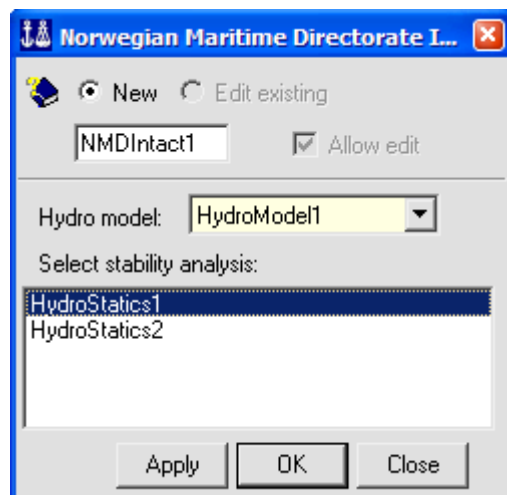 Norwegian Maritime Directorate I...
New Edit existing
NMDIntact1 Allow edit
Hydro model: HydroModel1
Select stability analysis:
HydroStatics1
HydroStatics2
Apply OK Close